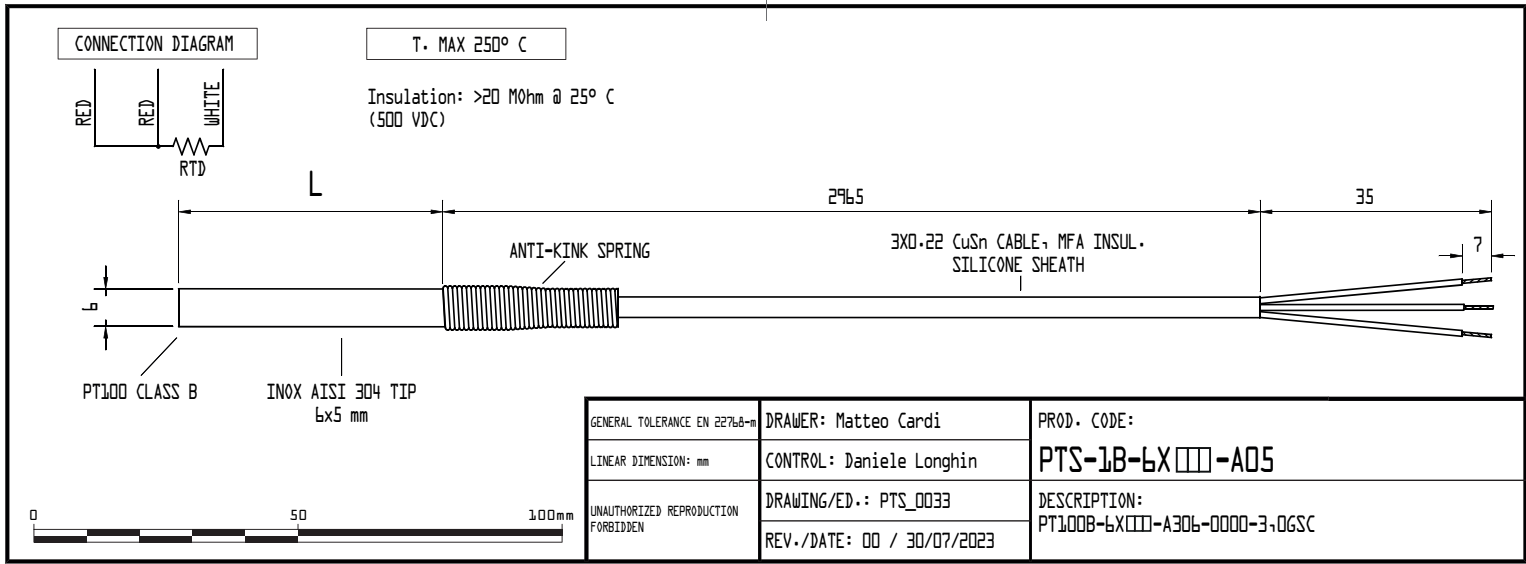 CONNECTION DIAGRAM
T. MAX 250° C
RED
RED
WHITE
RTD
Insulation: >20 MOhm @ 25° C
(500 VDC)
L
2965
35
7
ANTI-KINK SPRING
3X0.22 CuSn CABLE, MFA INSUL.
SILICONE SHEATH
6
PT100 CLASS B
INOX AISI 304 TIP
6x5 mm
0
50
100mm
GENERAL TOLERANCE EN 22768-m
LINEAR DIMENSION: mm
UNAUTHORIZED REPRODUCTION
FORBIDDEN
DRAWER: Matteo Cardi
CONTROL: Daniele Longhin
DRAWING/ED.: PTS_0033
REV./DATE: 00 / 30/07/2023
PROD. CODE:
PTS-1B-6X□□□-A05
DESCRIPTION:
PT100B-6X□□□-A306-0000-3,0GSC